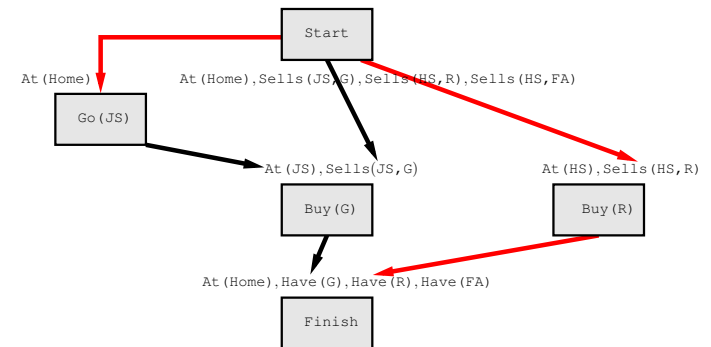 Start
At(Home)
At(Home),Sells(JS,G),Sells(HS,R),Sells(HS,FA)
Go(JS)
At(JS),Sells(JS,G)
At(HS),Sells(HS,R)
Buy(G)
Buy(R)
At(Home),Have(G),Have(R),Have(FA)
Finish